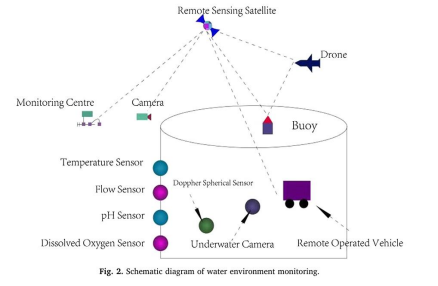 Remote Sensing Satellite
Drone
Monitoring Centre
Camera
Buoy
Temperature Sensor
Doppher Spherical Sensor
Flow Sensor
pH Sensor
Dissolved Oxygen Sensor
Underwater Camera
Remote Operated Vehicle
Fig. 2. Schematic diagram of water environment monitoring.